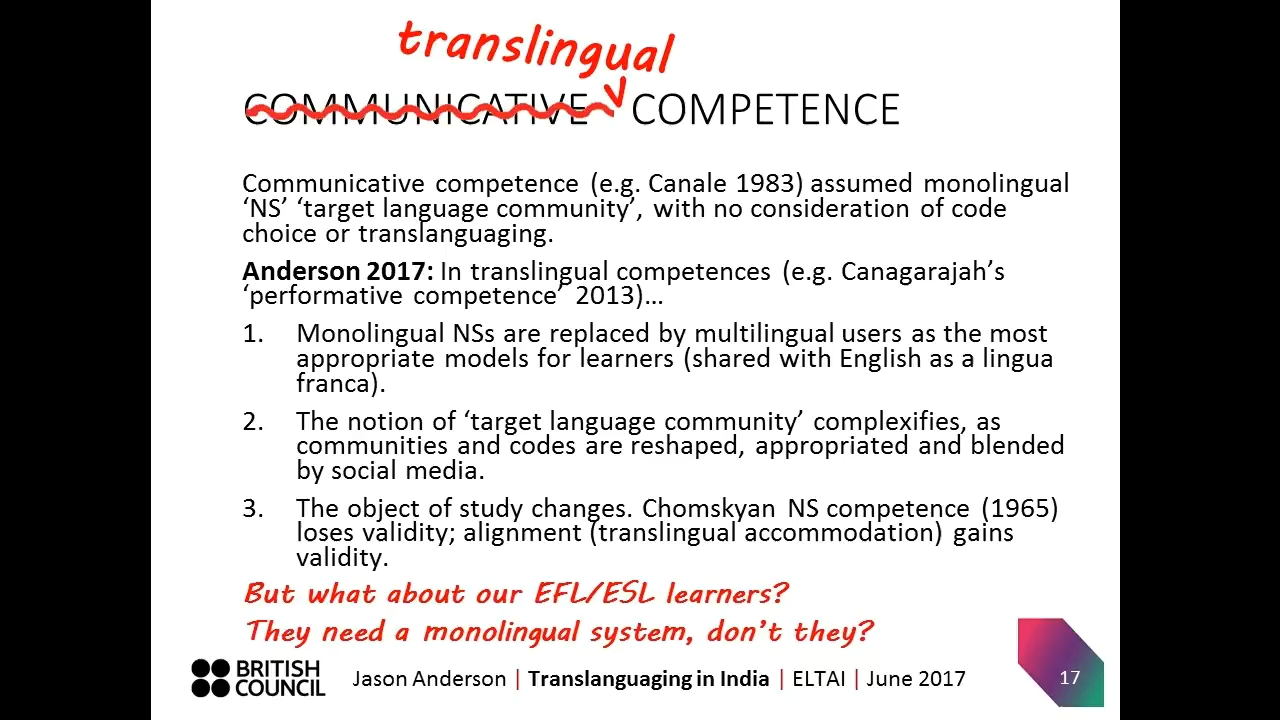 translingual
COMMUNICATIVE COMPETENCE
Communicative competence (e.g. Canale 1983) assumed monolingual
‘NS’ ‘target language community’, with no consideration of code
choice or translanguaging.
Anderson 2017: In translingual competences (e.g. Canagarajah’s
‘performative competence’ 2013)…
1. Monolingual NSs are replaced by multilingual users as the most
appropriate models for learners (shared with English as a lingua
franca).
2. The notion of ‘target language community’ complexifies, as
communities and codes are reshaped, appropriated and blended
by social media.
3. The object of study changes. Chomskyan NS competence (1965)
loses validity; alignment (translingual accommodation) gains
validity.
But what about our EFL/ESL learners?
They need a monolingual system, don’t they?
BRITISH
COUNCIL
Jason Anderson | Translanguaging in India | ELTAI | June 2017
17